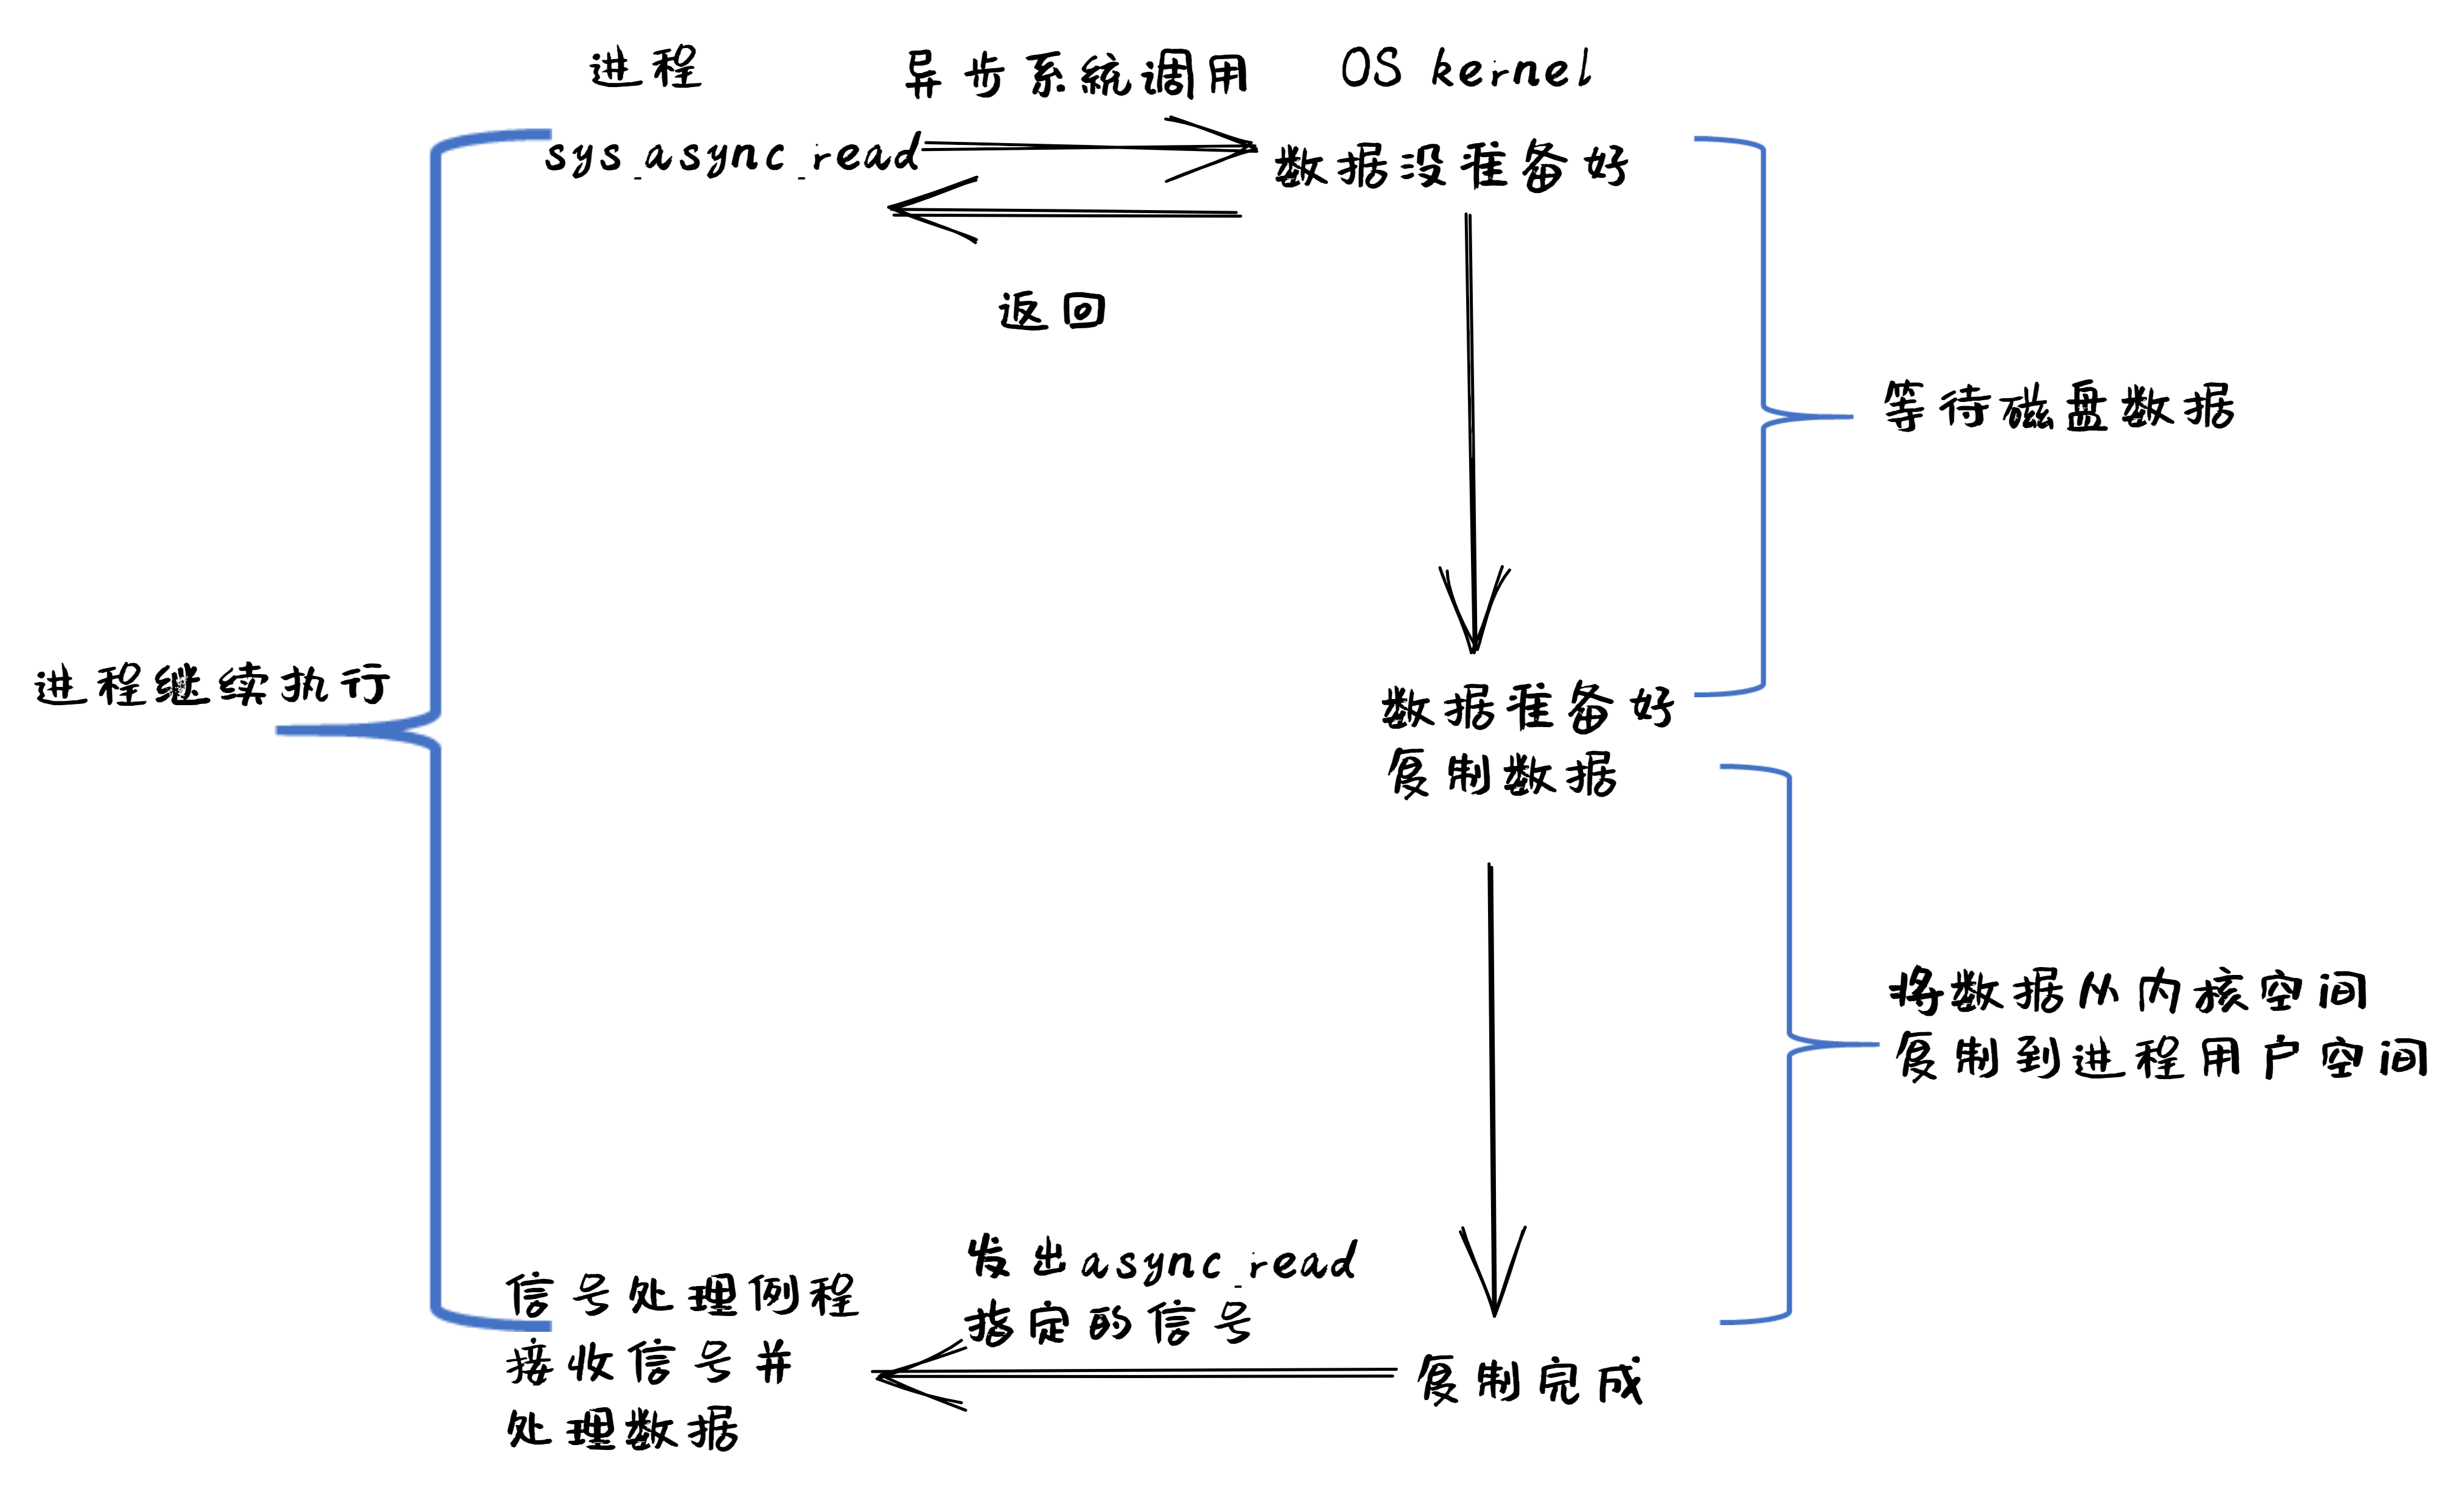 进程
异步系统调用
OS kernel
sys_async_read
数据没准备好
返回
等待磁盘数据
进程继续执行
数据准备好
复制数据
将数据从内核空间
复制到进程用户空间
发出async_read
指定的信号
信号处理例程
接收信号并
处理数据
复制完成